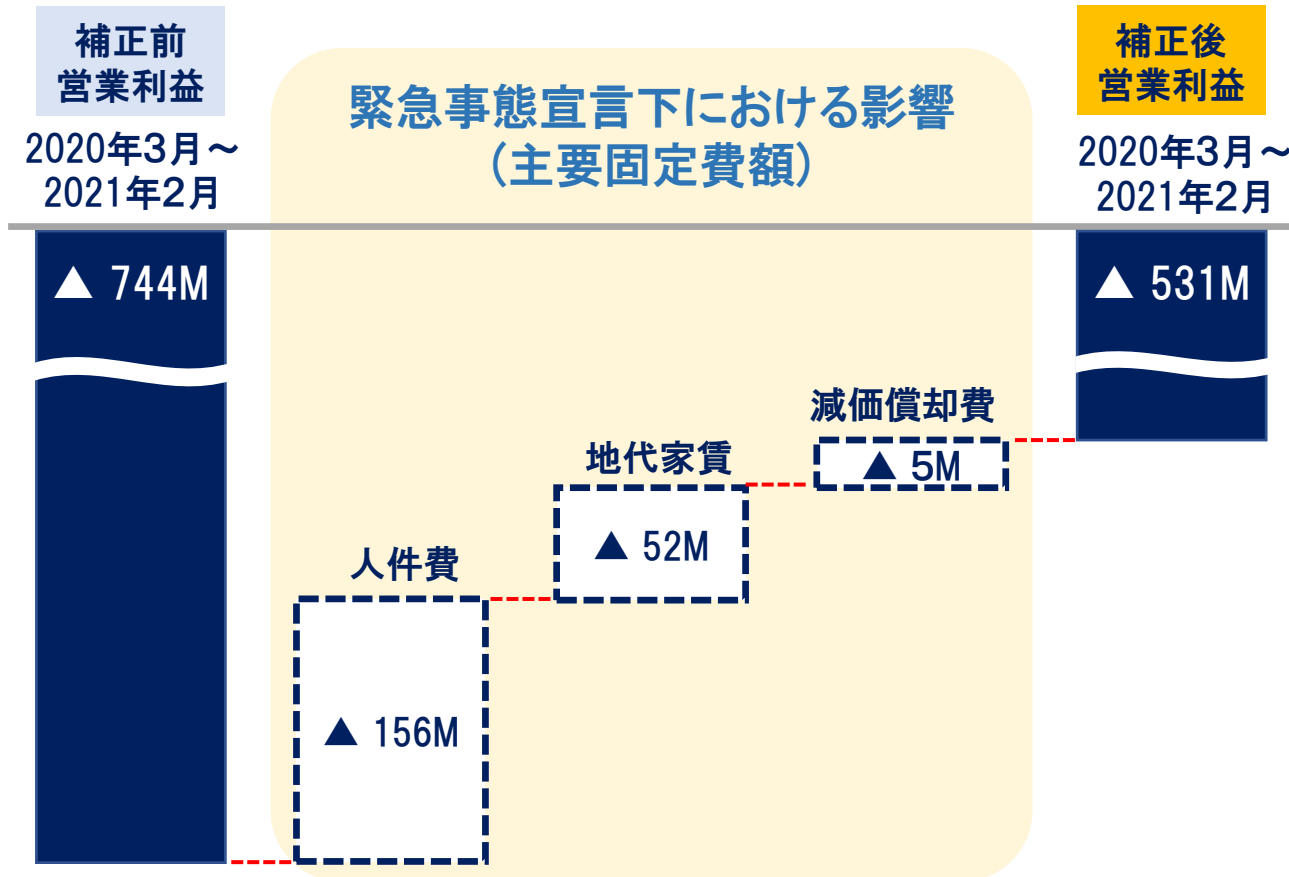 補正前
営業利益
2020年3月～
2021年2月
緊急事態宣言下における影響
(主要固定費額)
補正後
営業利益
2020年3月～
2021年2月
▲ 744M
▲ 531M
減価償却費
▲ 5M
地代家賃
▲ 52M
人件費
▲ 156M